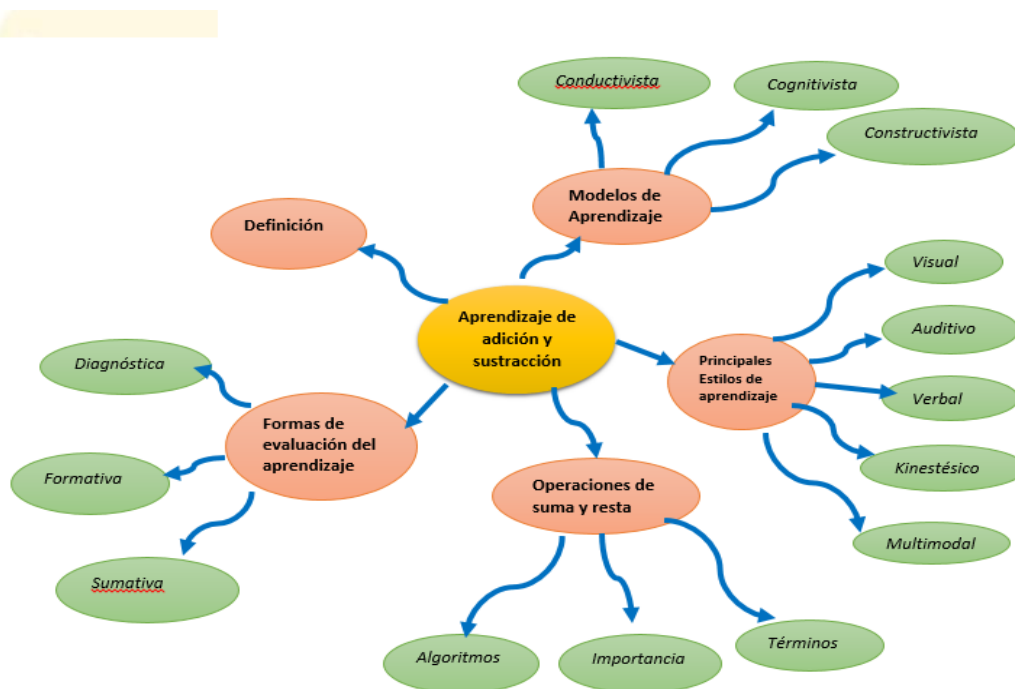 Conductivista
Cognitivista
Constructivista
Modelos de
Aprendizaje
Definición
Visual
Aprendizaje de
adición y
sustracción
Auditivo
Principales
Estilos de
aprendizaje
Diagnóstica
Verbal
Formas de
evaluación del
aprendizaje
Kinestésico
Formativa
Operaciones de
suma y resta
Multimodal
Sumativa
Términos
Algoritmos
Importancia